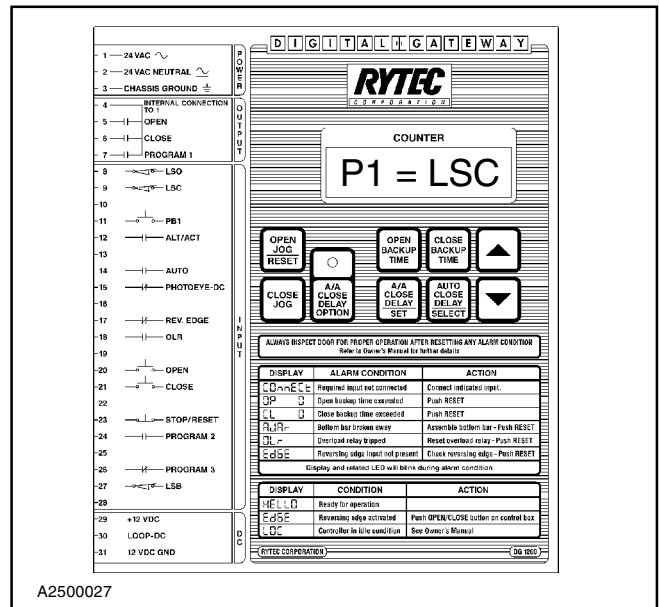 DIGITAL GATEWAY
RYTEC
CORPORATION
COUNTER
P1 = LSC
POWER
1 24 VAC
2 24 VAC NEUTRAL
3 CHASSIS GROUND
OUTPUT
4 INTERNAL CONNECTION
TO 1
5 OPEN
6 CLOSE
7 PROGRAM 1
INPUT
8 LSO
9 LSC
10
11 PB1
12 ALT/ACT
13
14 AUTO
15 PHOTOEYE-DC
16
17 REV. EDGE
18 OLR
19
20 OPEN
21 CLOSE
22
23 STOP/RESET
24 PROGRAM 2
25
26 PROGRAM 3
27 LSB
28
DC
29 +12 VDC
30 LOOP-DC
31 12 VDC GND
OPEN
JOG
RESET
OPEN
BACKUP
TIME
CLOSE
BACKUP
TIME
CLOSE
JOG
A/A
CLOSE
DELAY
OPTION
A/A
CLOSE
DELAY
SET
AUTO
CLOSE
DELAY
SELECT
ALWAYS INSPECT DOOR FOR PROPER OPERATION AFTER RESETTING ANY ALARM CONDITION
Refer to Owner's Manual for further details
DISPLAY ALARM CONDITION ACTION
COnnECt Required input not connected Connect indicated input.
OP 0 Open backup time exceeded Push RESET
CL 0 Close backup time exceeded Push RESET
AJAr Bottom bar broken away Assemble bottom bar - Push RESET
OLr Overload relay tripped Reset overload relay - Push RESET
EdGE Reversing edge input not present Check reversing edge - Push RESET
Display and related LED will blink during alarm condition
DISPLAY CONDITION ACTION
HELLO Ready for operation
EdGE Reversing edge activated Push OPEN/CLOSE button on control box
LOC Controller in idle condition See Owner's Manual
RYTEC CORPORATION DG 1200
A2500027